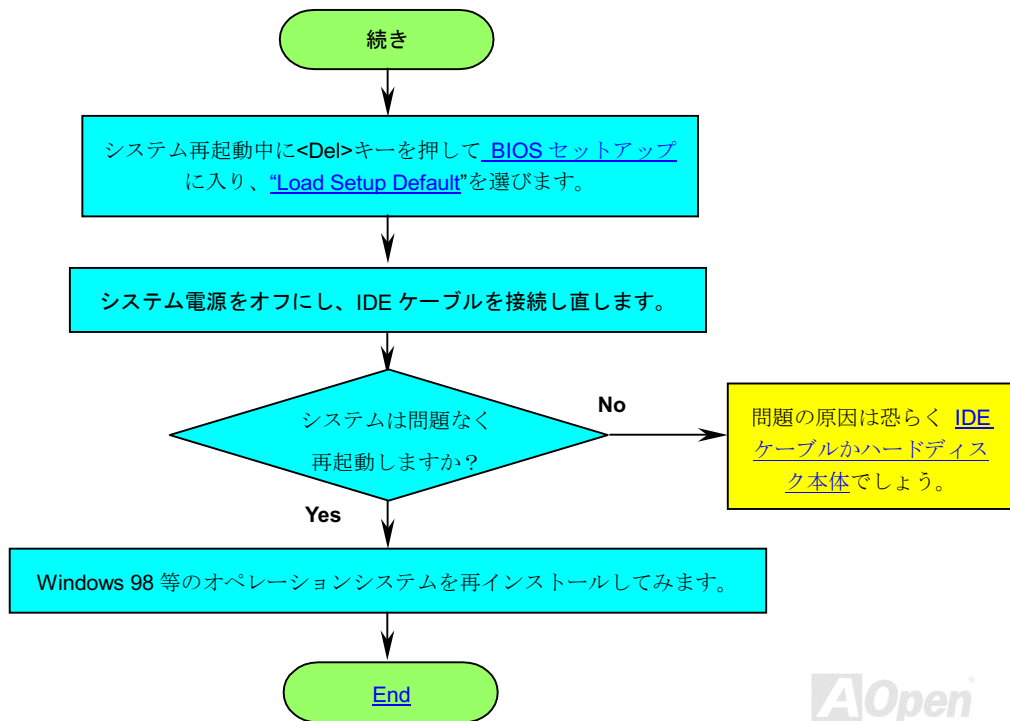 続き
システム再起動中に<Del>キーを押して BIOS セットアップ
に入り、“Load Setup Default”を選びます。
システム電源をオフにし、IDE ケーブルを接続し直します。
システムは問題なく
再起動しますか？
No
問題の原因は恐らく IDE
ケーブルかハードディス
ク本体でしょう。
Yes
Windows 98 等のオペレーションシステムを再インストールしてみます。
End
AOpen